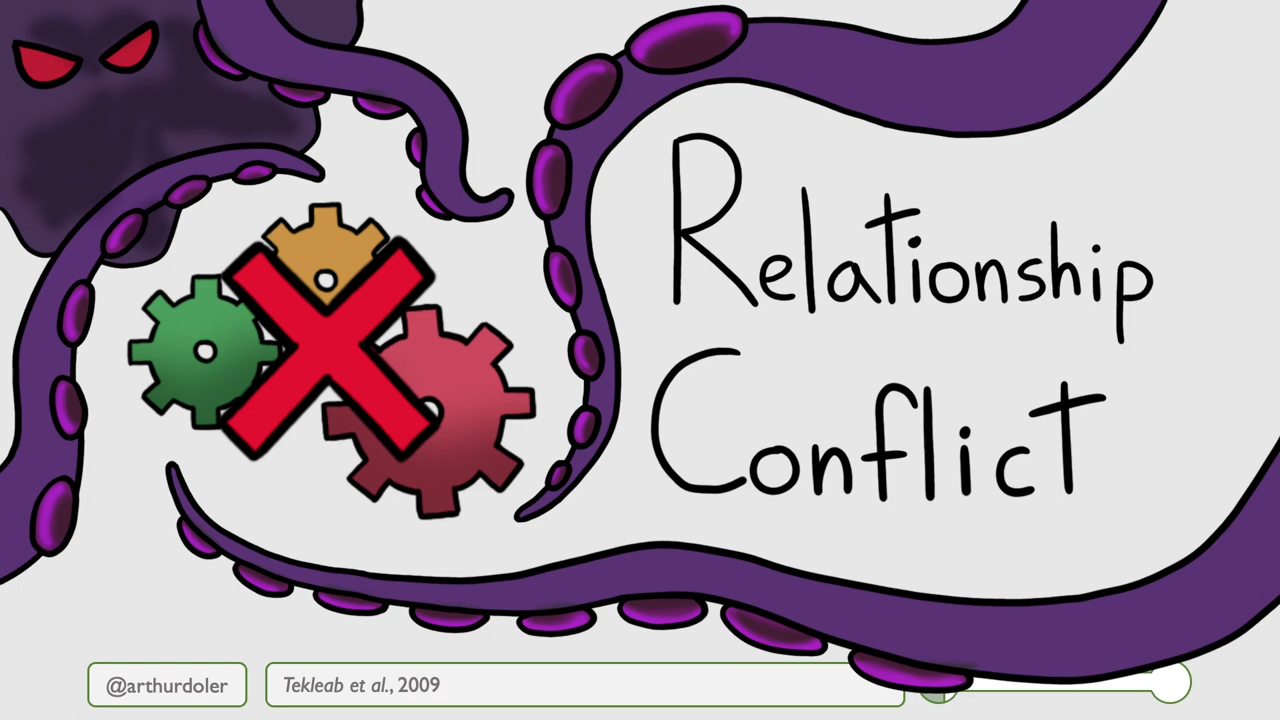 Relationship
Conflict
@arthurdoler
Tekleab et al., 2009